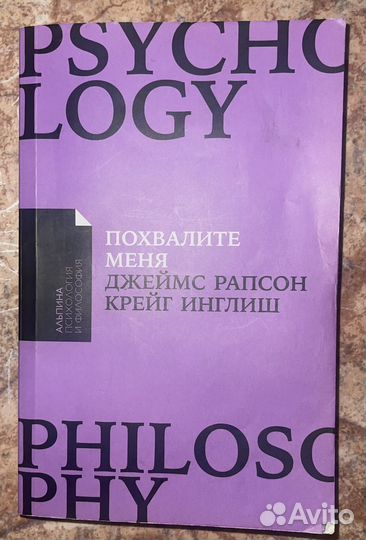 PSYCHO
LOGY
ПОХВАЛИТЕ
МЕНЯ
ДЖЕЙМС РАПСОН
КРЕЙГ ИНГЛИШ
АЛЬПИНА
ПСИХОЛОГИЯ
И ФИЛОСОФИЯ
PHILOSO
PHY
Avito